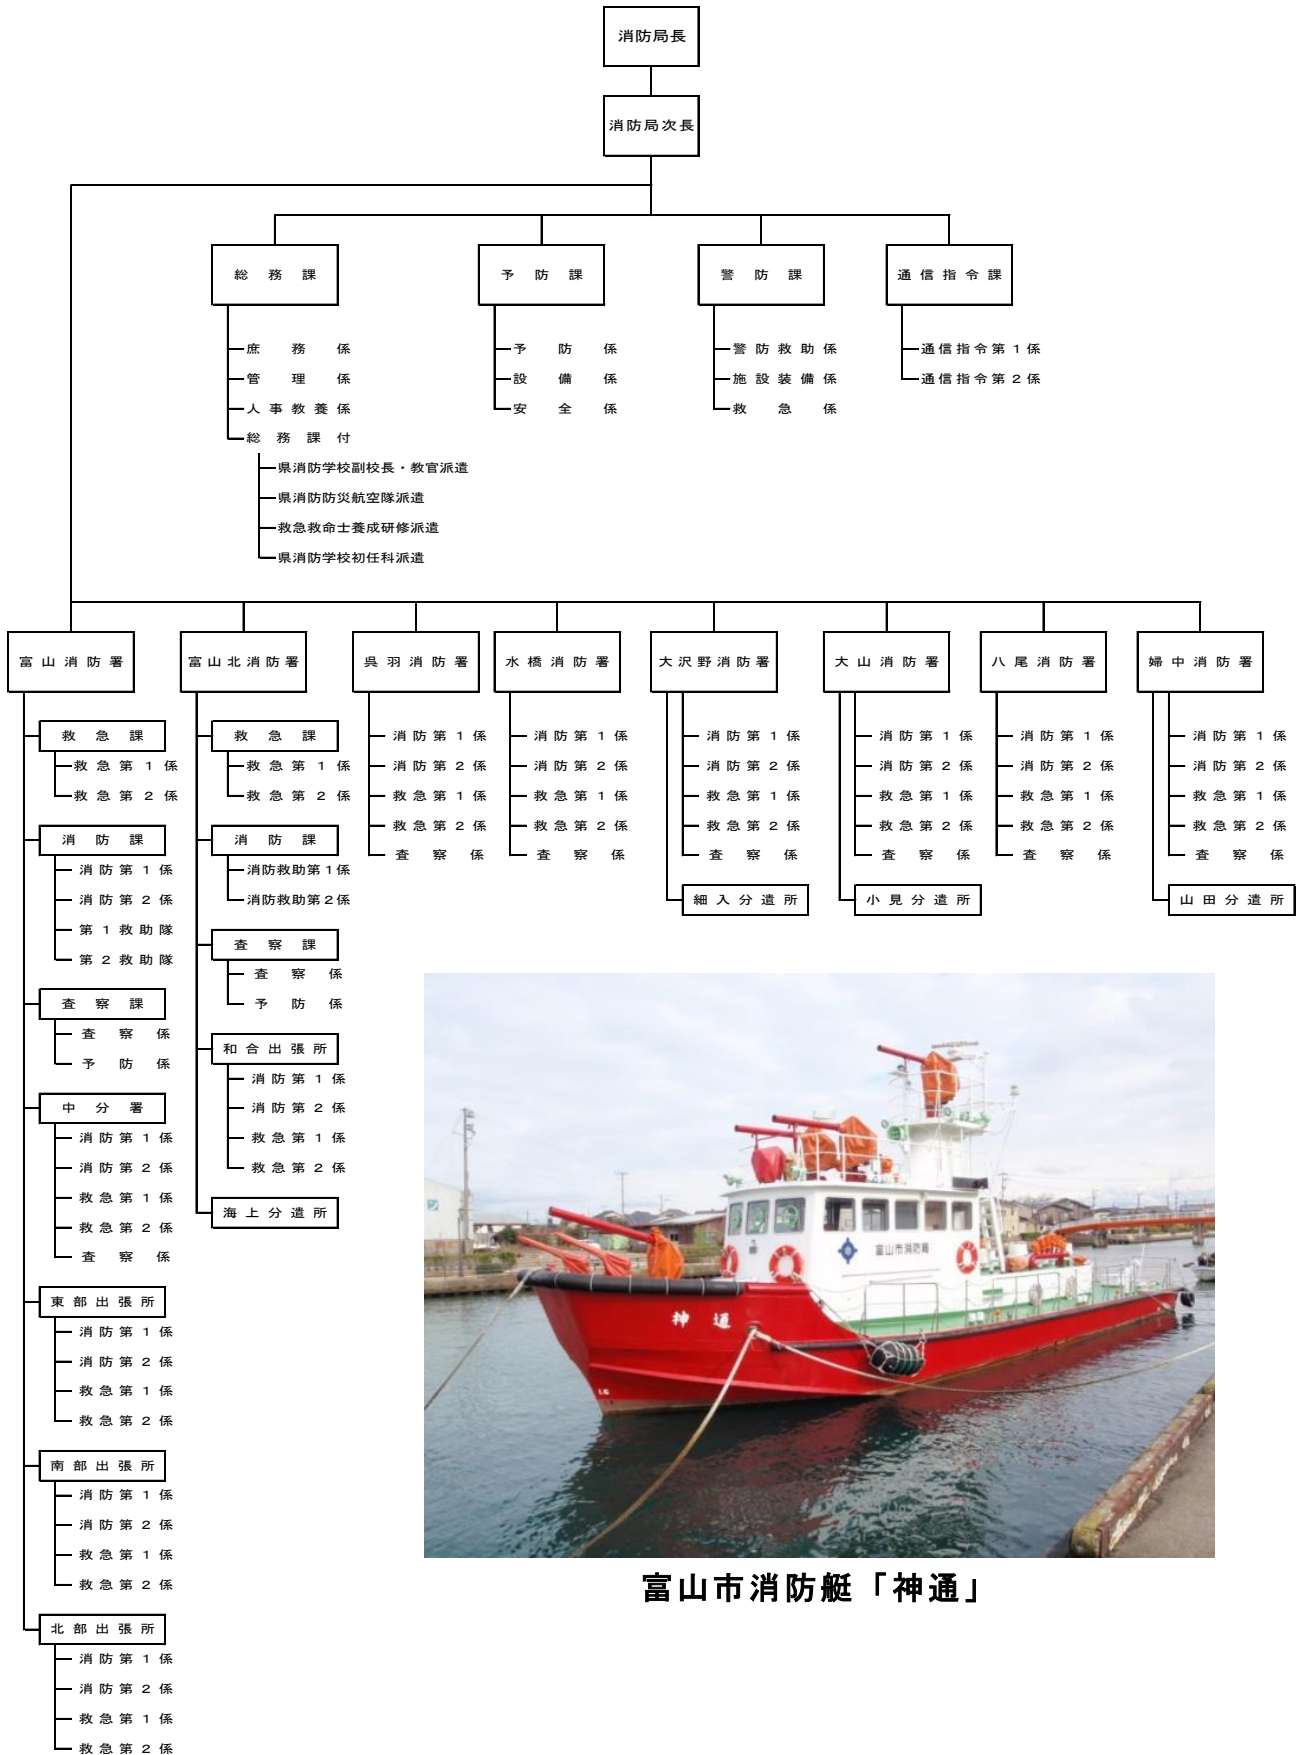 消防局長
消防局次長
総務課
庶務係
管理係
人事教養係
総務課付
県消防学校副校長・教官派遣
県消防防災航空隊派遣
救急救命士養成研修派遣
県消防学校初任科派遣
予防課
予防係
設備係
安全係
警防課
警防救助係
施設装備係
救急係
通信指令課
通信指令第1係
通信指令第2係
富山消防署
救急課
救急第1係
救急第2係
消防課
消防第1係
消防第2係
第1救助隊
第2救助隊
査察課
査察係
予防係
中分署
消防第1係
消防第2係
救急第1係
救急第2係
査察係
東部出張所
消防第1係
消防第2係
救急第1係
救急第2係
南部出張所
消防第1係
消防第2係
救急第1係
救急第2係
北部出張所
消防第1係
消防第2係
救急第1係
救急第2係
富山北消防署
救急課
救急第1係
救急第2係
消防課
消防救助第1係
消防救助第2係
査察課
査察係
予防係
和合出張所
消防第1係
消防第2係
救急第1係
救急第2係
海上分遣所
呉羽消防署
消防第1係
消防第2係
救急第1係
救急第2係
査察係
水橋消防署
消防第1係
消防第2係
救急第1係
救急第2係
査察係
大沢野消防署
消防第1係
消防第2係
救急第1係
救急第2係
査察係
細入分遣所
大山消防署
消防第1係
消防第2係
救急第1係
救急第2係
査察係
小見分遣所
八尾消防署
消防第1係
消防第2係
救急第1係
救急第2係
査察係
婦中消防署
消防第1係
消防第2係
救急第1係
救急第2係
査察係
山田分遣所
富山市消防局
神通
富山市消防艇「神通」